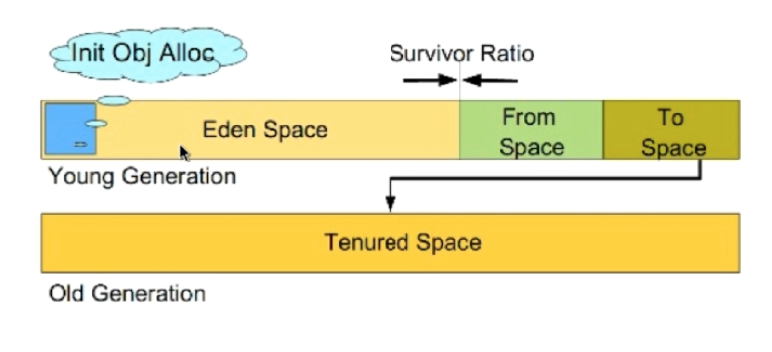 Init Obj Alloc
Survivor Ratio
Eden Space
From
Space
To
Space
Young Generation
Tenured Space
Old Generation